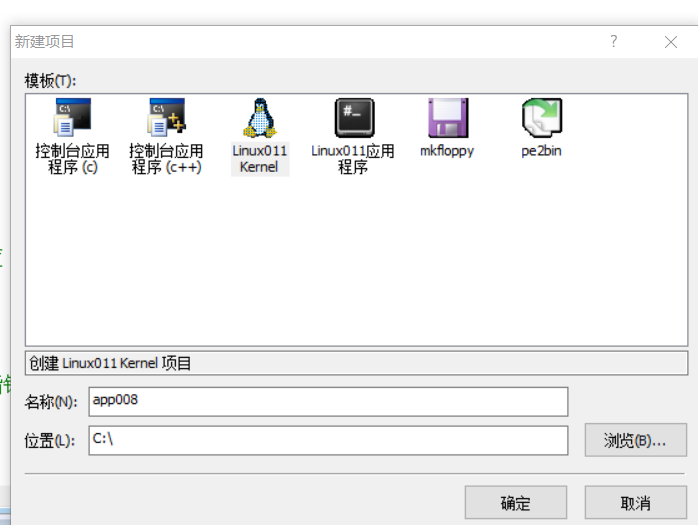 新建项目
模板(T):
控制台应用
程序 (c)
控制台应用
程序 (c++)
Linux011
Kernel
Linux011应用
程序
mkfloppy
pe2bin
创建 Linux011 Kernel 项目
名称(N):
app008
位置(L):
C:\
浏览(B)...
确定
取消